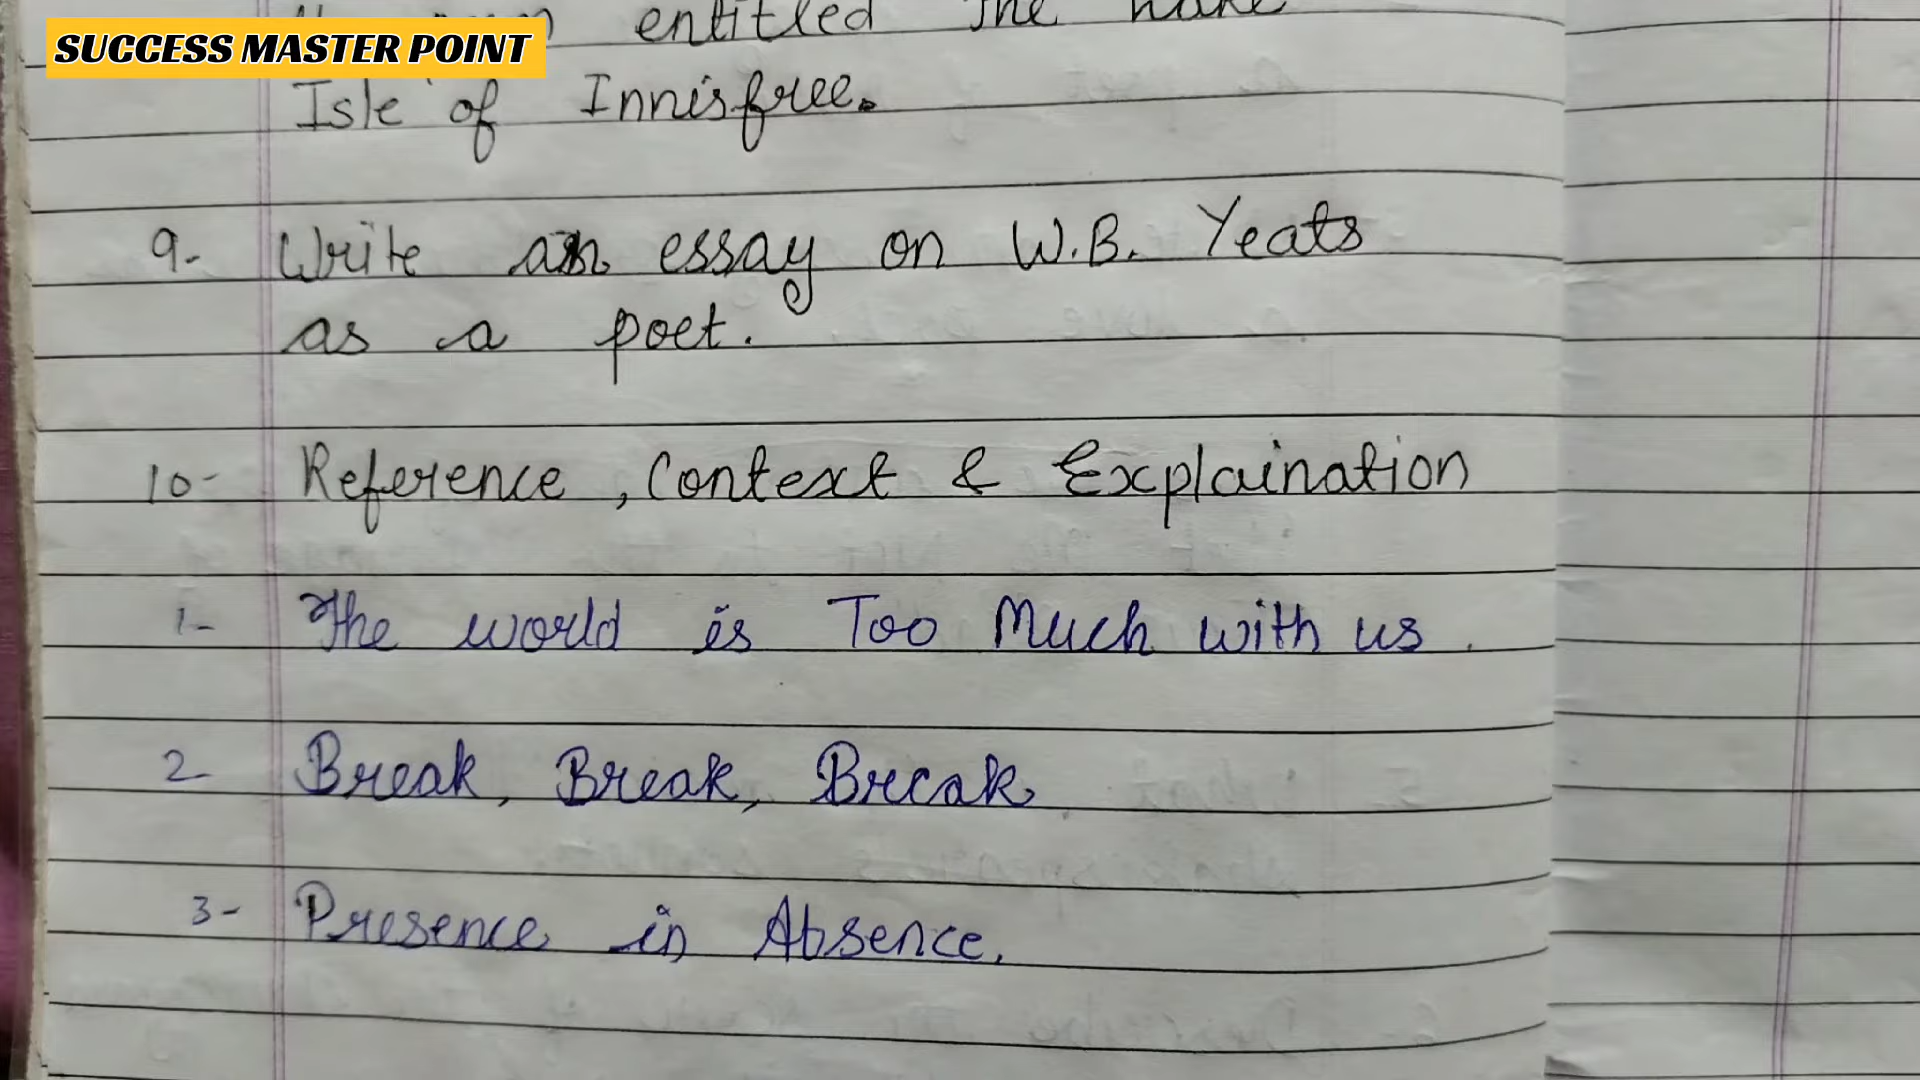 SUCCESS MASTER POINT
entitled The
Isle of Innisfree.
9- Write an essay on W.B. Yeats
as a poet.
10- Reference, Context & Explaination
1- The world is Too Much with us.
2- Break, Break, Break
3- Presence in Absence.